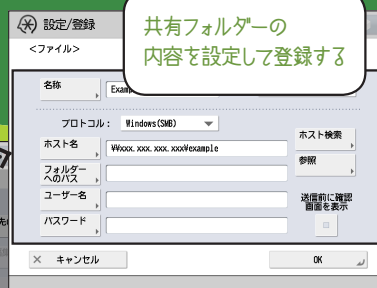 設定/登録
共有フォルダーの
内容を設定して登録する
<ファイル>
名称
Exam
プロトコル： Windows(SMB)
ホスト検索
ホスト名
¥¥xxx.xxx.xxx.xxx¥example
参照
フォルダー
へのパス
ユーザー名
送信前に確認
画面を表示
パスワード
× キャンセル
OK